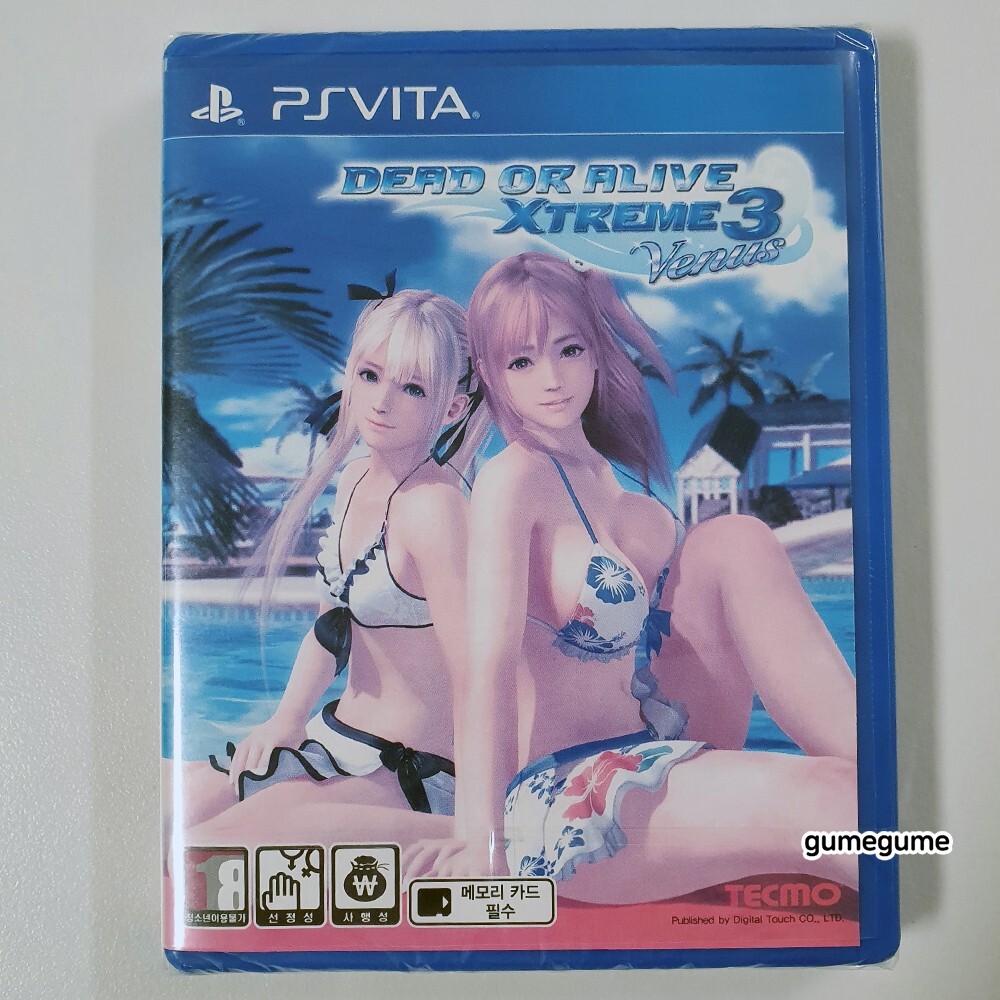 PSVITA
DEAD OR ALIVE
XTREME 3
Venus
gumegume
18
청소년이용불가
선정성
사행성
메모리 카드
필수
TECMO
Published by Digital Touch CO., LTD.